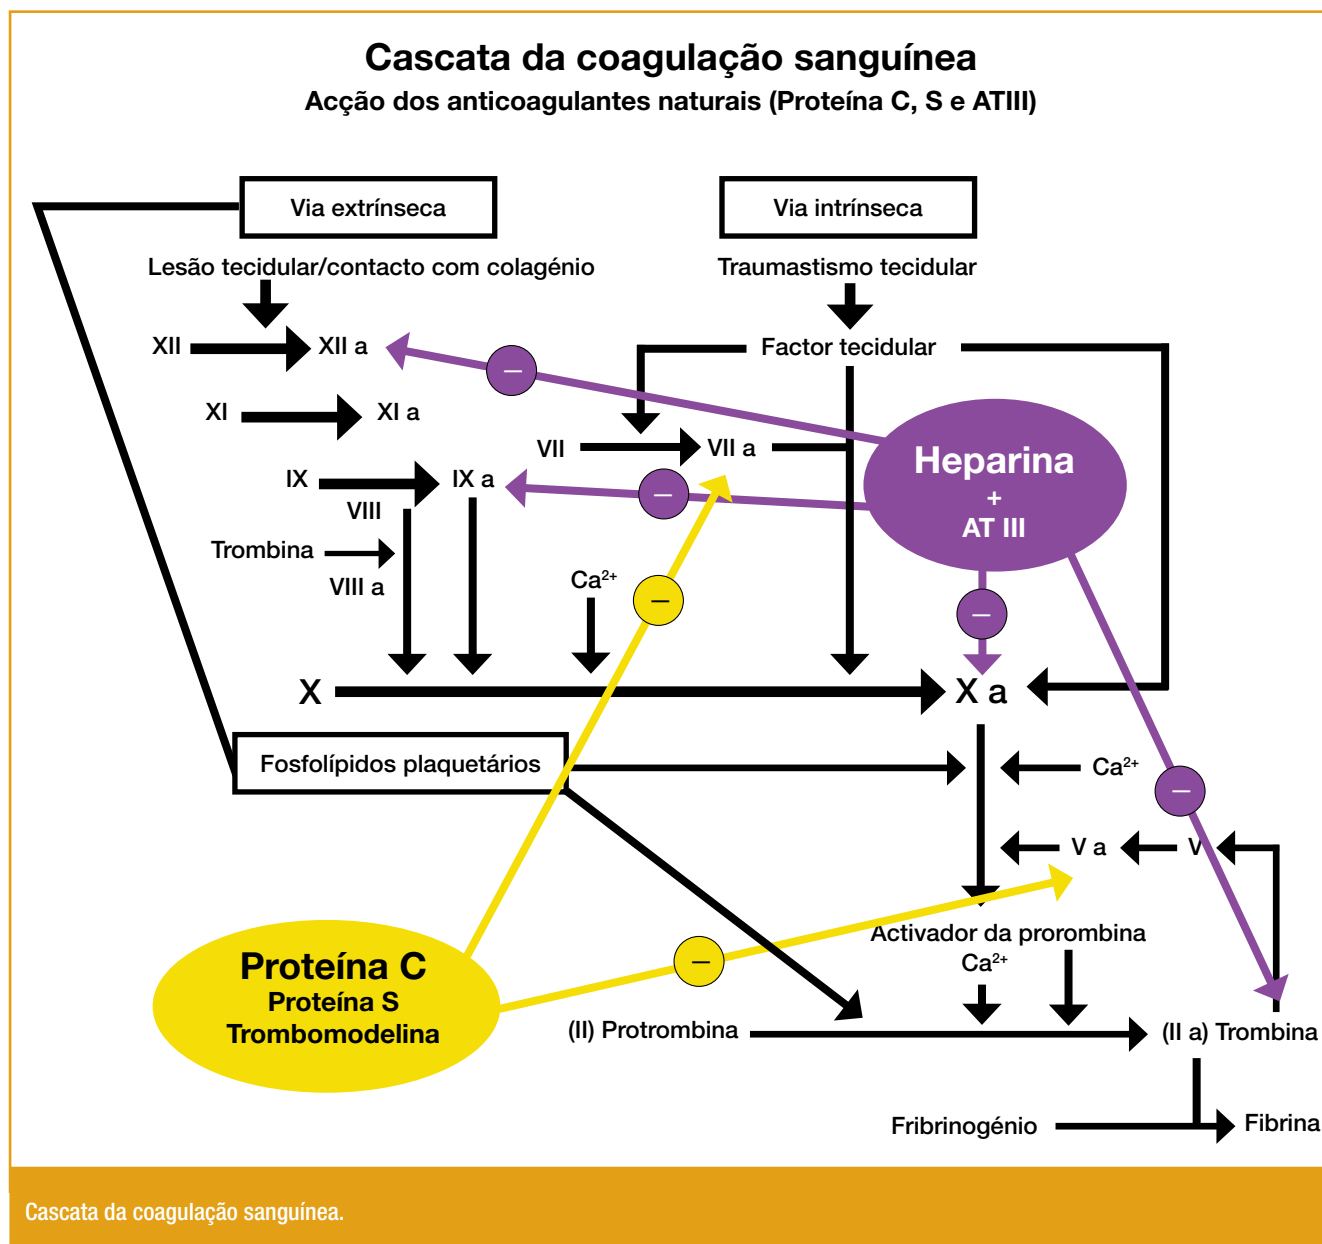 Cascata da coagulação sanguínea
Acção dos anticoagulantes naturais (Proteína C, S e ATIII)
Via extrínseca
Via intrínseca
Lesão tecidular/contacto com colagénio
Traumastismo tecidular
XII
XII a
Factor tecidular
XI
XI a
VII
VII a
Heparina
+
AT III
IX
IX a
VIII
Trombina
VIII a
Ca²⁺
X
X a
Fosfolípidos plaquetários
Ca²⁺
V a
V
Activador da prorombina
Ca²⁺
Proteína C
Proteína S
Trombomodelina
(II) Protrombina
(II a) Trombina
Fribrinogénio
Fibrina
Cascata da coagulação sanguínea.